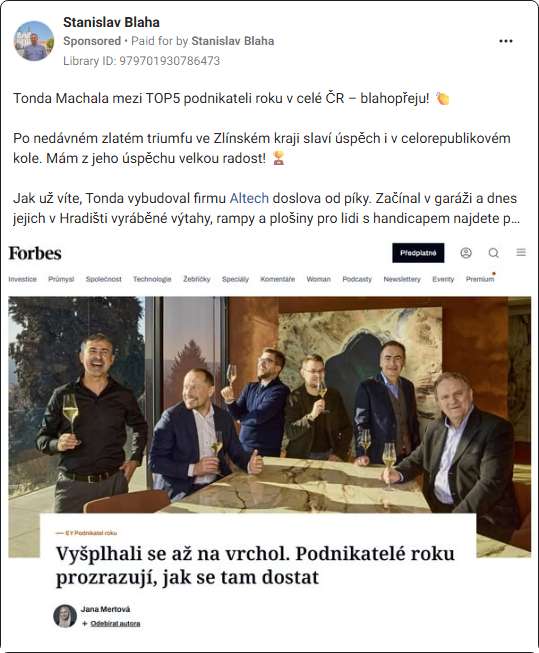 Stanislav Blaha
Sponsored • Paid for by Stanislav Blaha
Library ID: 979701930786473
Tonda Machala mezi TOP5 podnikateli roku v celé ČR – blahopřeju! 👏
Po nedávném zlatém triumfu ve Zlínském kraji slaví úspěch i v celorepublikovém
kole. Mám z jeho úspěchu velkou radost! 🏆
Jak už víte, Tonda vybudoval firmu Altech doslova od píky. Začínal v garáži a dnes
jejich v Hradišti vyráběné výtahy, rampy a plošiny pro lidi s handicapem najdete p...
Forbes
Předplatné
Investice Průmysl Společnost Technologie Žebříčky Speciály Komentáře Woman Podcasty Newslettery Eventy Premium
EY Podnikatel roku
Vyšplhali se až na vrchol. Podnikatelé roku
prozrazují, jak se tam dostat
Jana Mertová
+ Odebírat autora